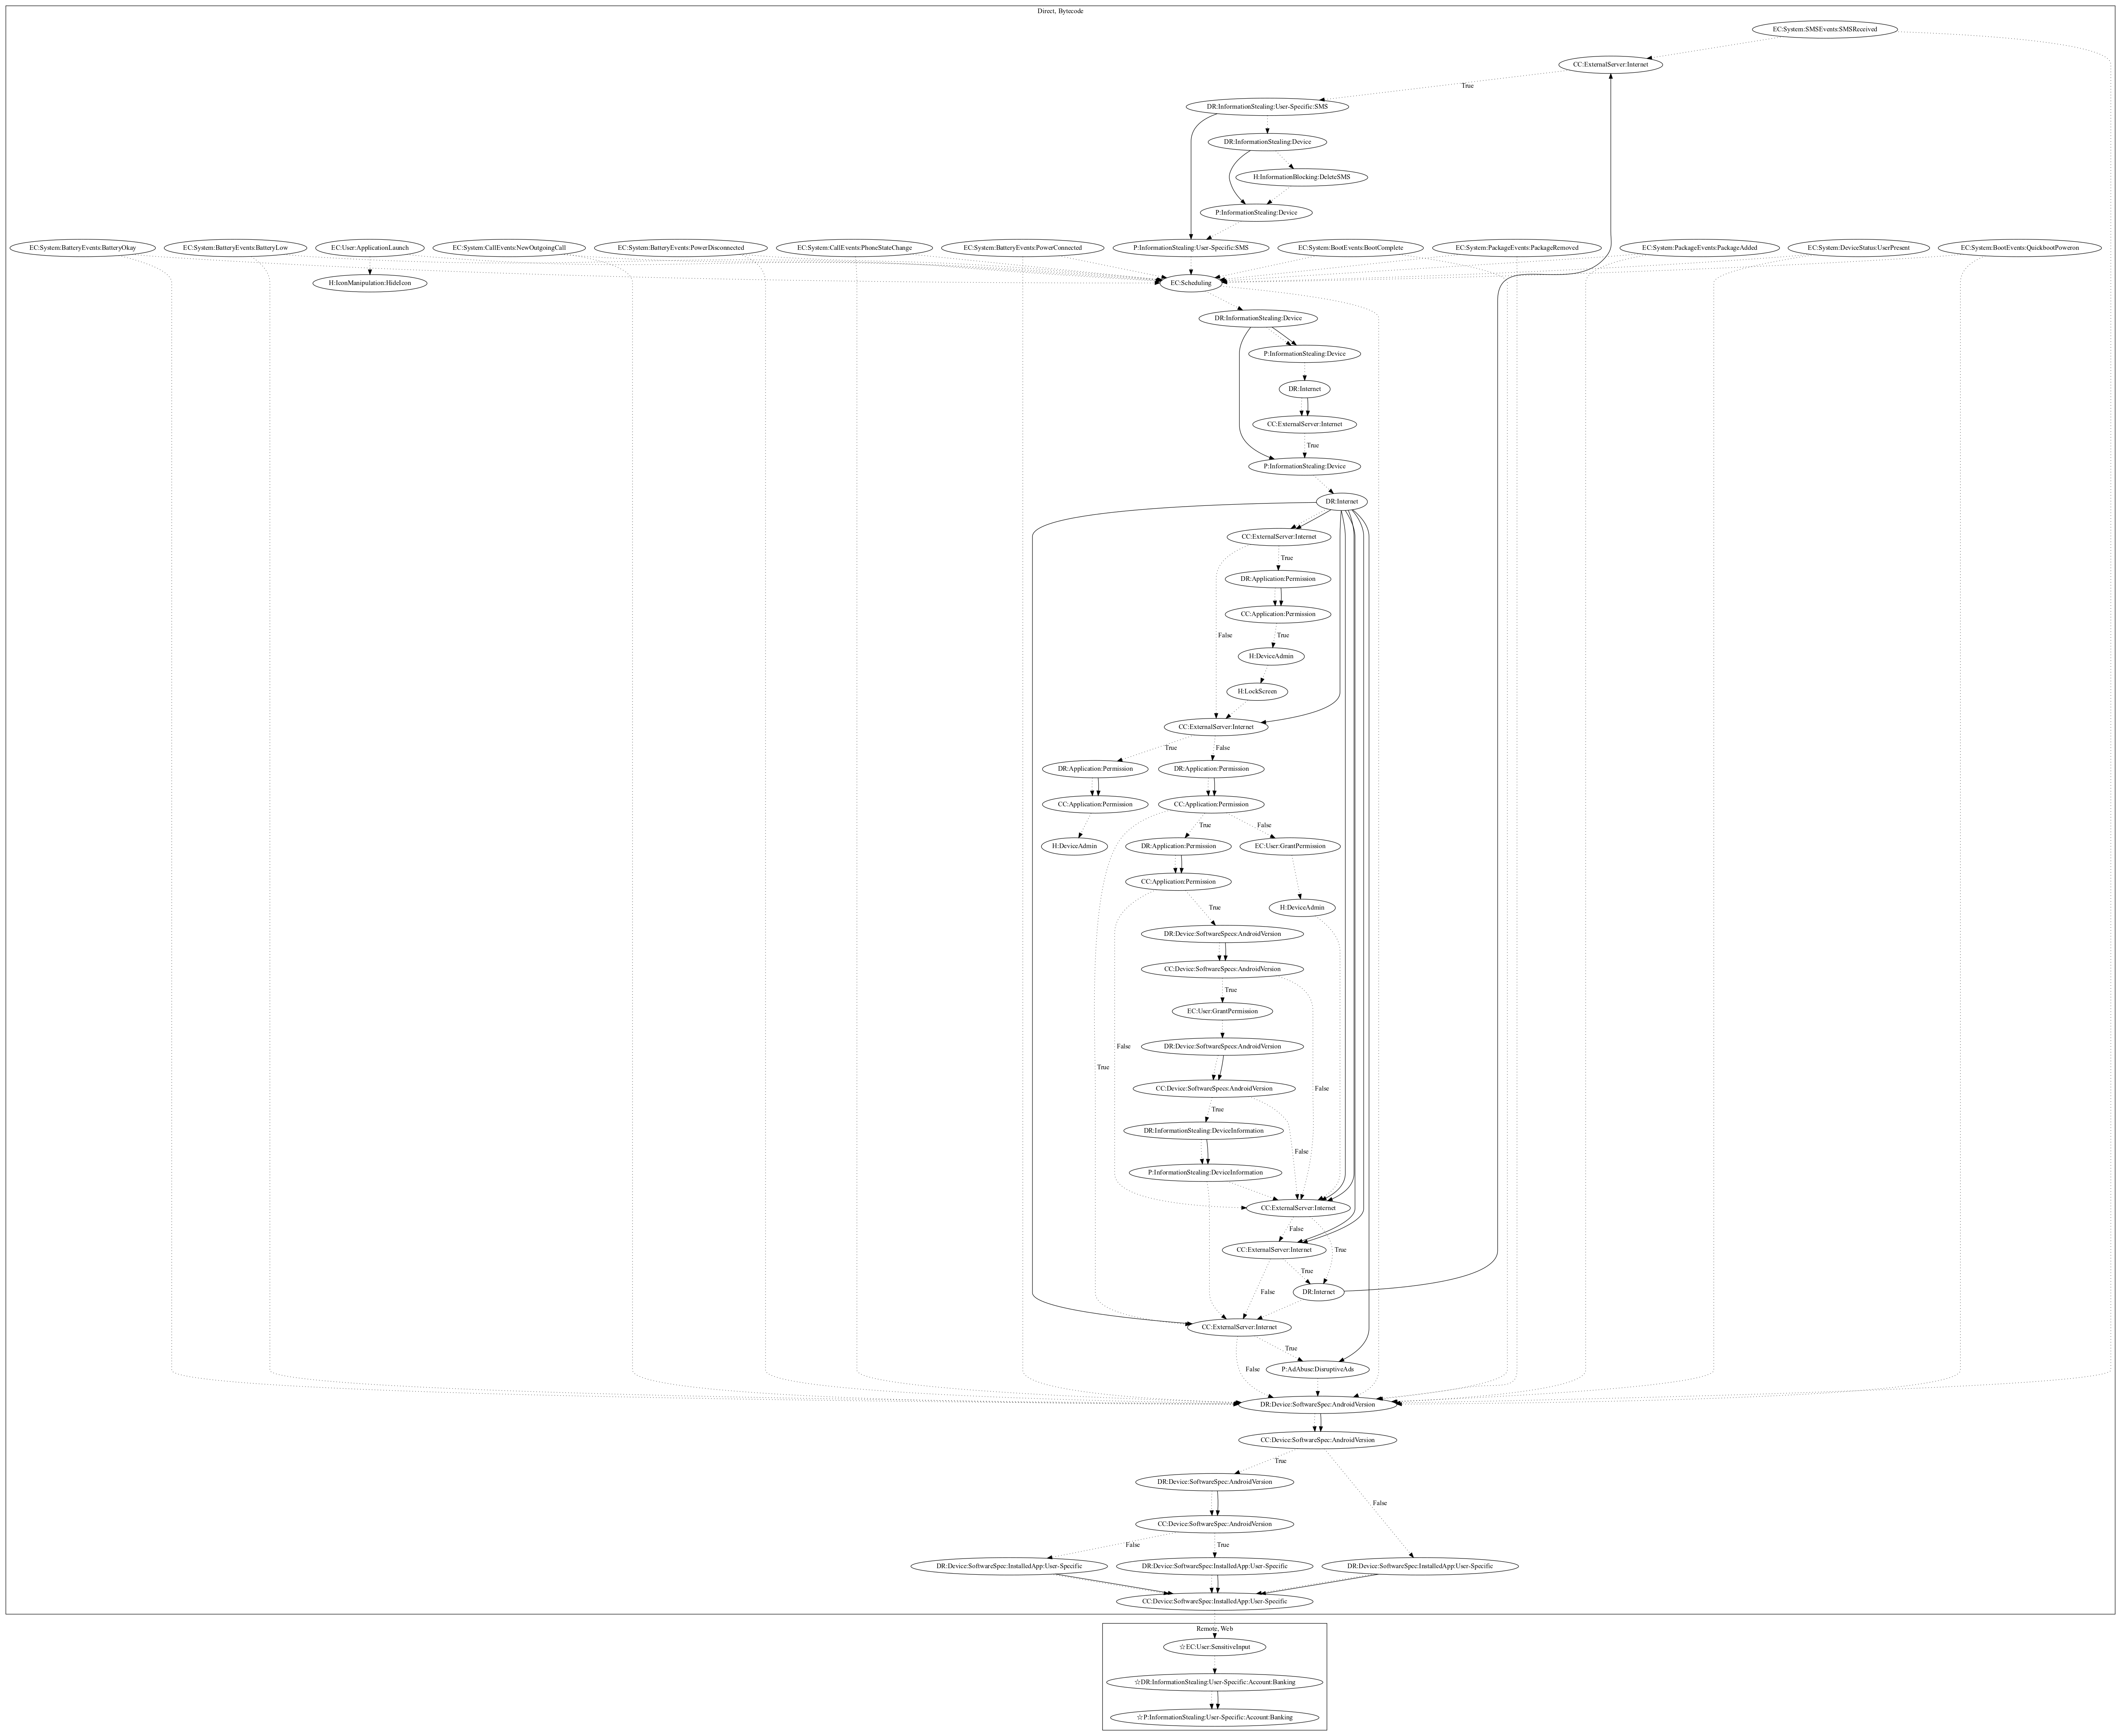 Direct, Bytecode
EC:System:SMSEvents:SMSReceived
CC:ExternalServer:Internet
True
DR:InformationStealing:User-Specific:SMS
DR:InformationStealing:Device
H:InformationBlocking:DeleteSMS
P:InformationStealing:Device
EC:System:BatteryEvents:BatteryOkay
EC:System:BatteryEvents:BatteryLow
EC:User:ApplicationLaunch
EC:System:CallEvents:NewOutgoingCall
EC:System:BatteryEvents:PowerDisconnected
EC:System:CallEvents:PhoneStateChange
EC:System:BatteryEvents:PowerConnected
P:InformationStealing:User-Specific:SMS
EC:System:BootEvents:BootComplete
EC:System:PackageEvents:PackageRemoved
EC:System:PackageEvents:PackageAdded
EC:System:DeviceStatus:UserPresent
EC:System:BootEvents:QuickbootPoweron
H:IconManipulation:HideIcon
EC:Scheduling
DR:InformationStealing:Device
P:InformationStealing:Device
DR:Internet
CC:ExternalServer:Internet
True
P:InformationStealing:Device
DR:Internet
CC:ExternalServer:Internet
True
DR:Application:Permission
CC:Application:Permission
False
True
H:DeviceAdmin
H:LockScreen
CC:ExternalServer:Internet
True
False
DR:Application:Permission
DR:Application:Permission
CC:Application:Permission
CC:Application:Permission
True
False
H:DeviceAdmin
DR:Application:Permission
EC:User:GrantPermission
CC:Application:Permission
True
H:DeviceAdmin
DR:Device:SoftwareSpecs:AndroidVersion
CC:Device:SoftwareSpecs:AndroidVersion
True
EC:User:GrantPermission
False
DR:Device:SoftwareSpecs:AndroidVersion
True
False
CC:Device:SoftwareSpecs:AndroidVersion
True
DR:InformationStealing:DeviceInformation
False
P:InformationStealing:DeviceInformation
CC:ExternalServer:Internet
False
CC:ExternalServer:Internet
True
True
False
DR:Internet
CC:ExternalServer:Internet
True
False
P:AdAbuse:DisruptiveAds
DR:Device:SoftwareSpec:AndroidVersion
CC:Device:SoftwareSpec:AndroidVersion
True
DR:Device:SoftwareSpec:AndroidVersion
False
CC:Device:SoftwareSpec:AndroidVersion
False
True
DR:Device:SoftwareSpec:InstalledApp:User-Specific
DR:Device:SoftwareSpec:InstalledApp:User-Specific
DR:Device:SoftwareSpec:InstalledApp:User-Specific
CC:Device:SoftwareSpec:InstalledApp:User-Specific
Remote, Web
☆EC:User:SensitiveInput
☆DR:InformationStealing:User-Specific:Account:Banking
☆P:InformationStealing:User-Specific:Account:Banking